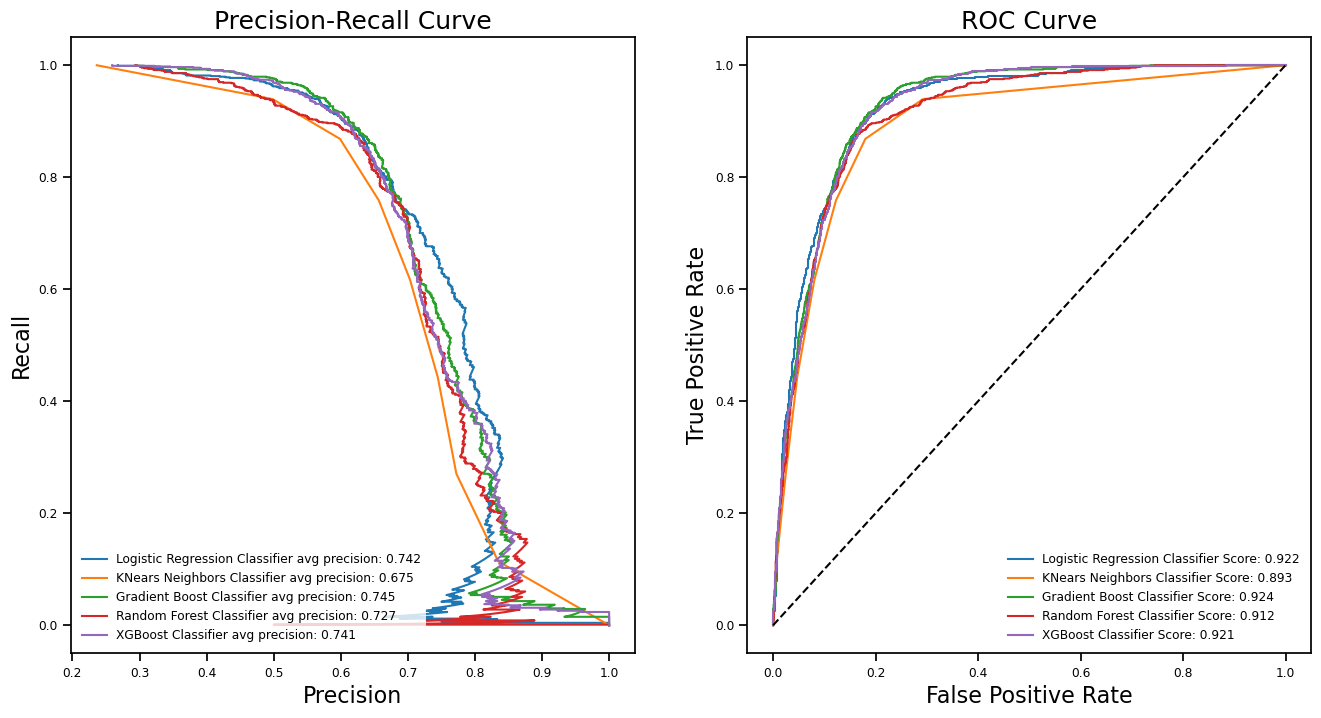 Precision-Recall Curve
Recall
1.0
0.8
0.6
0.4
0.2
0.0
Logistic Regression Classifier avg precision: 0.742
KNears Neighbors Classifier avg precision: 0.675
Gradient Boost Classifier avg precision: 0.745
Random Forest Classifier avg precision: 0.727
XGBoost Classifier avg precision: 0.741
0.2 0.3 0.4 0.5 0.6 0.7 0.8 0.9 1.0
Precision
ROC Curve
True Positive Rate
1.0
0.8
0.6
0.4
0.2
0.0
Logistic Regression Classifier Score: 0.922
KNears Neighbors Classifier Score: 0.893
Gradient Boost Classifier Score: 0.924
Random Forest Classifier Score: 0.912
XGBoost Classifier Score: 0.921
0.0 0.2 0.4 0.6 0.8 1.0
False Positive Rate